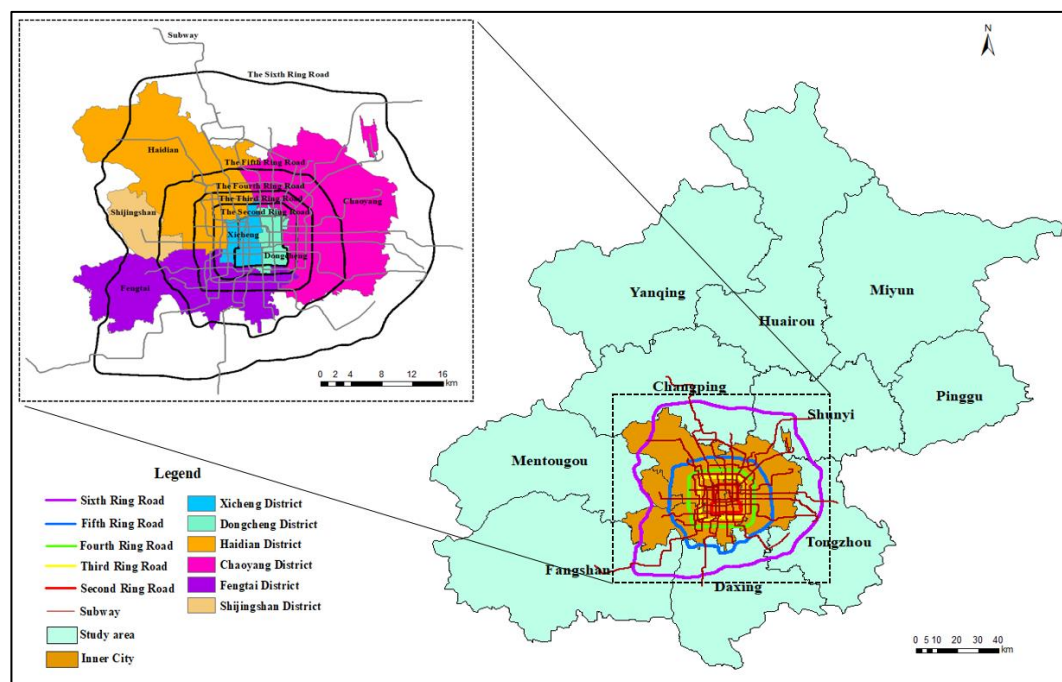 Subway
The Sixth Ring Road
Haidian
The Fifth Ring Road
The Fourth Ring Road
Chaoyang
The Third Ring Road
Shijingshan
The Second Ring Road
Xicheng
Dongcheng
Fengtai
0 2 4 8 12 16
km
N
Yanqing
Miyun
Huairou
Changping
Pinggu
Shunyi
Mentougou
Tongzhou
Fangshan
Daxing
0 5 10 20 30 40
km
Legend
Sixth Ring Road
Fifth Ring Road
Fourth Ring Road
Third Ring Road
Second Ring Road
Subway
Study area
Inner City
Xicheng District
Dongcheng District
Haidian District
Chaoyang District
Fengtai District
Shijingshan District